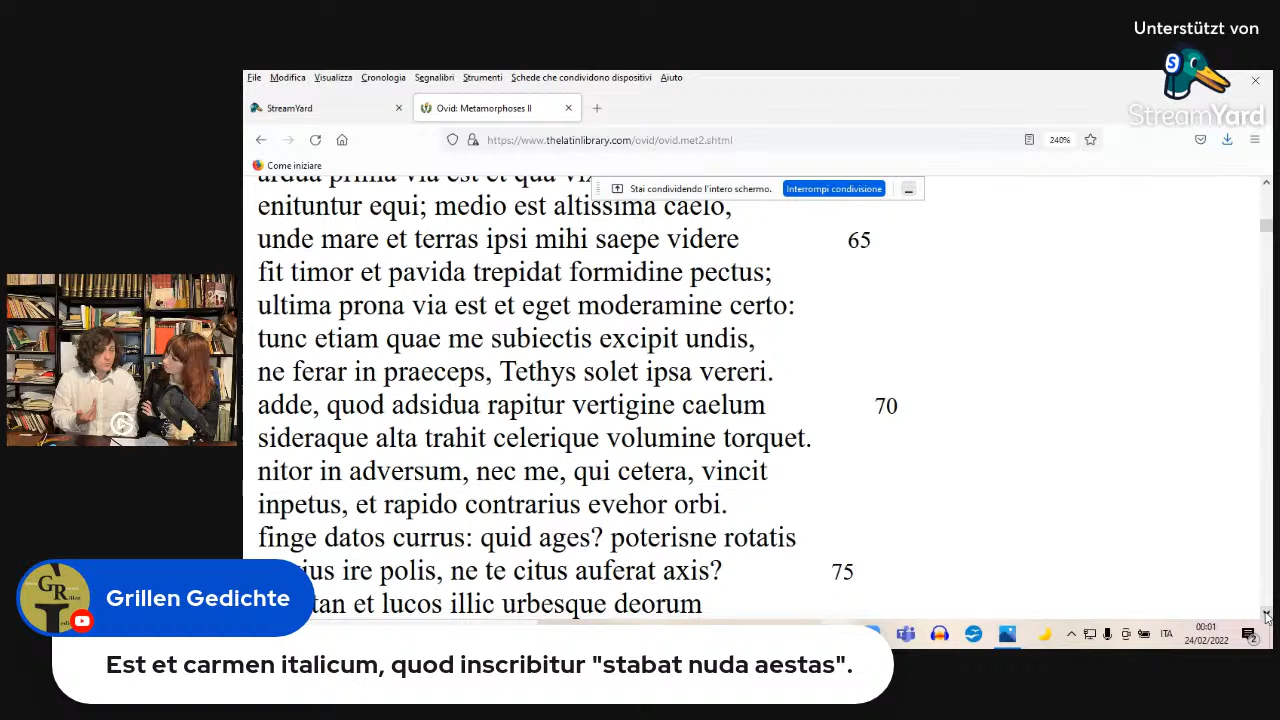 Unterstützt von
StreamYard
File Modifica Visualizza Cronologia Segnalibri Strumenti Schede che condividono dispositivi Aiuto
StreamYard
Ovid: Metamorphoses II
https://www.thelatinlibrary.com/ovid/ovid.met2.shtml
240%
Come iniziare
Stai condividendo l'intero schermo. Interrompi condivisione
ardua prima via est et qua
enituntur equi; medio est altissima caelo,
unde mare et terras ipsi mihi saepe videre 65
fit timor et pavida trepidat formidine pectus;
ultima prona via est et eget moderamine certo:
tunc etiam quae me subiectis excipit undis,
ne ferar in praeceps, Tethys solet ipsa vereri.
adde, quod adsidua rapitur vertigine caelum 70
sideraque alta trahit celerique volumine torquet.
nitor in adversum, nec me, qui cetera, vincit
inpetus, et rapido contrarius evehor orbi.
finge datos currus: quid ages? poterisne rotatis
ire polis, ne te citus auferat axis? 75
et lucos illic urbesque deorum
Grillen Gedichte
Est et carmen italicum, quod inscribitur "stabat nuda aestas".
ITA
00:01
24/02/2022